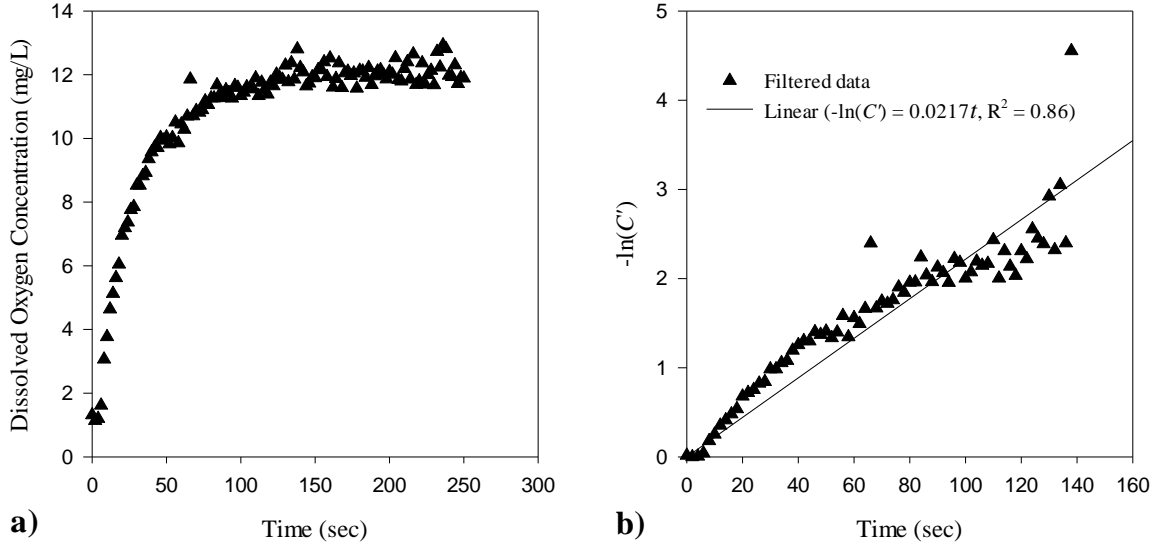 Dissolved Oxygen Concentration (mg/L)
14
12
10
8
6
4
2
0
0 50 100 150 200 250 300
Time (sec)
a)
-ln(C')
5
4
3
2
1
0
Filtered data
Linear (-ln(C') = 0.0217t, R² = 0.86)
0 20 40 60 80 100 120 140 160
Time (sec)
b)